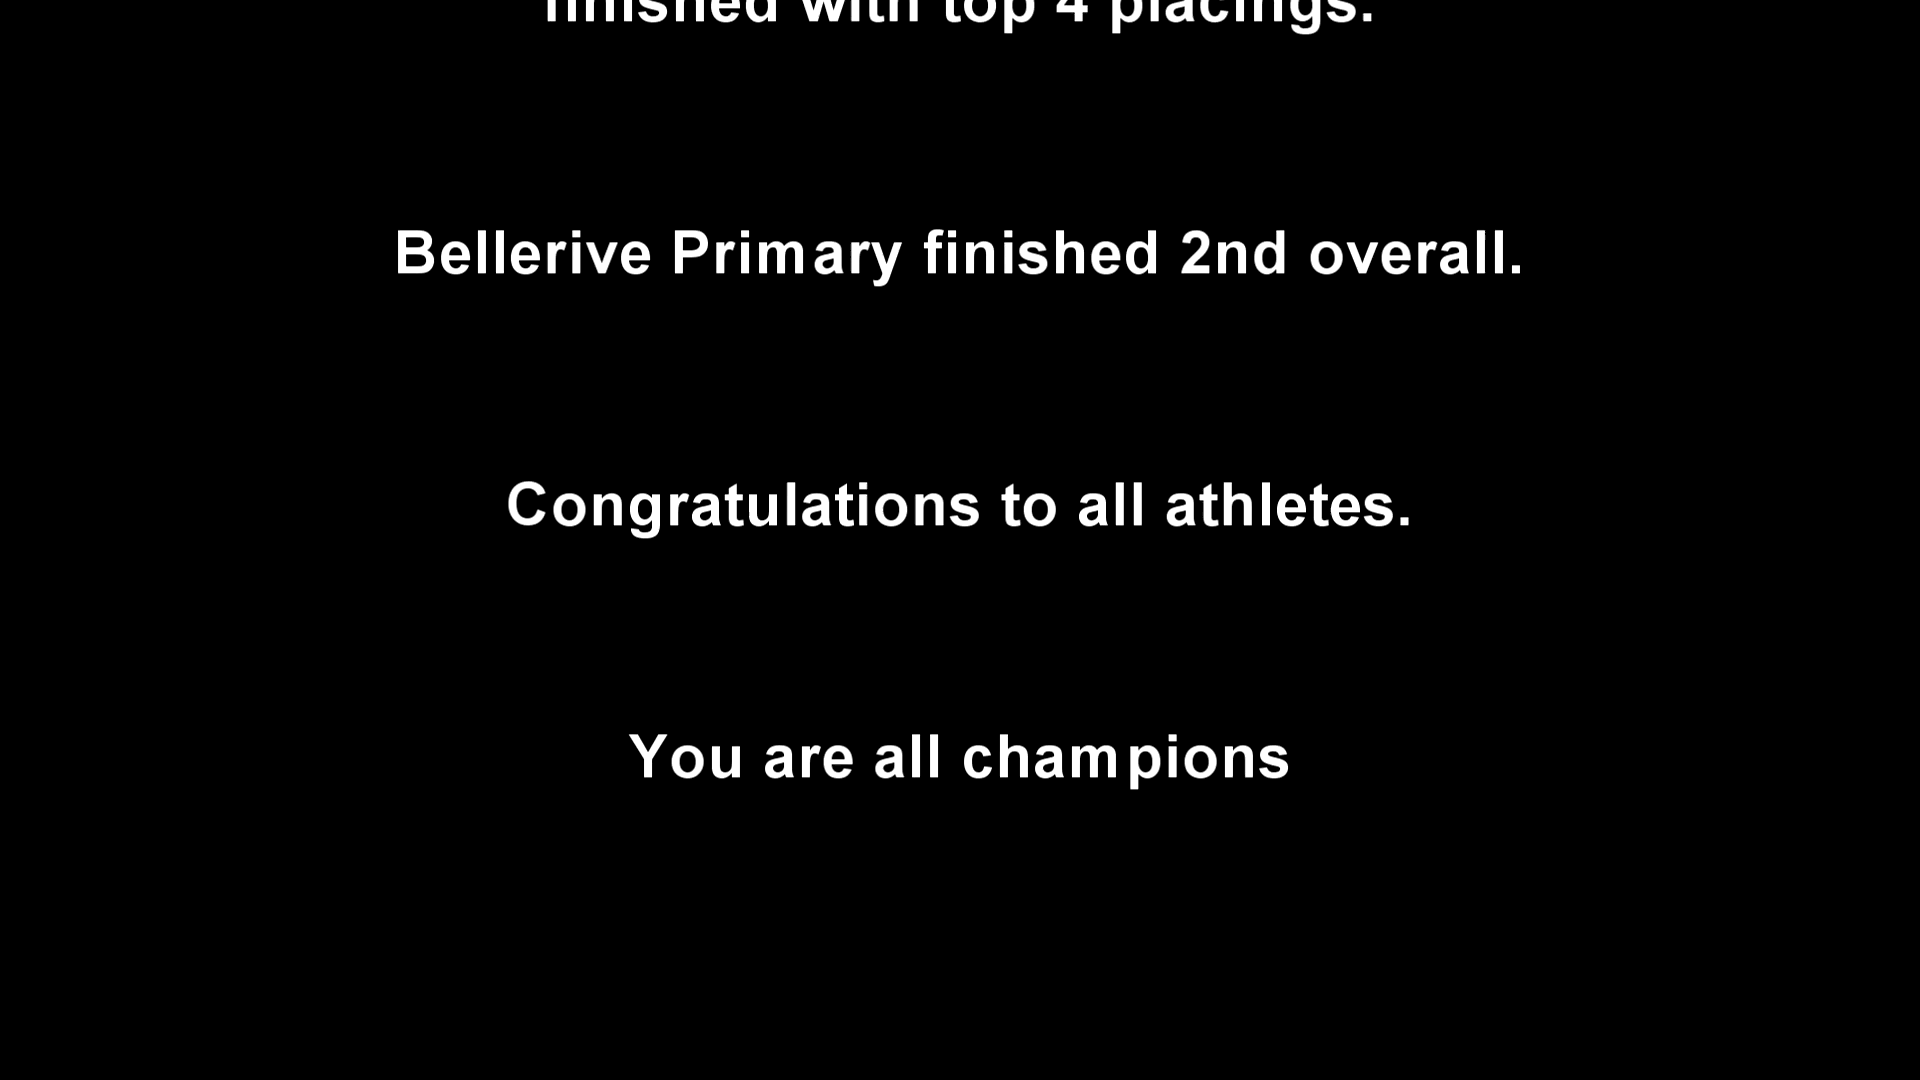 finished with top 4 placings.
Bellerive Primary finished 2nd overall.
Congratulations to all athletes.
You are all champions